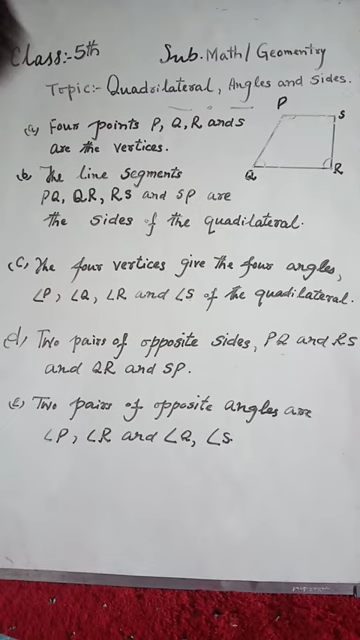 Class:- 5th Sub. Math/Geomentry
Topic:- Quadrilateral, Angles and Sides.
P
S
Q
R
(a) Four points P, Q, R and S
are the vertices.
b. The line segments
PQ, QR, RS and SP are
the sides of the quadilateral.
(C) The four vertices give the four angles,
∠P, ∠Q, ∠R and ∠S of the quadilateral.
d) Two pairs of opposite sides, PQ and RS
and QR and SP.
(e) Two pairs of opposite angles are
∠P, ∠R and ∠Q, ∠S.